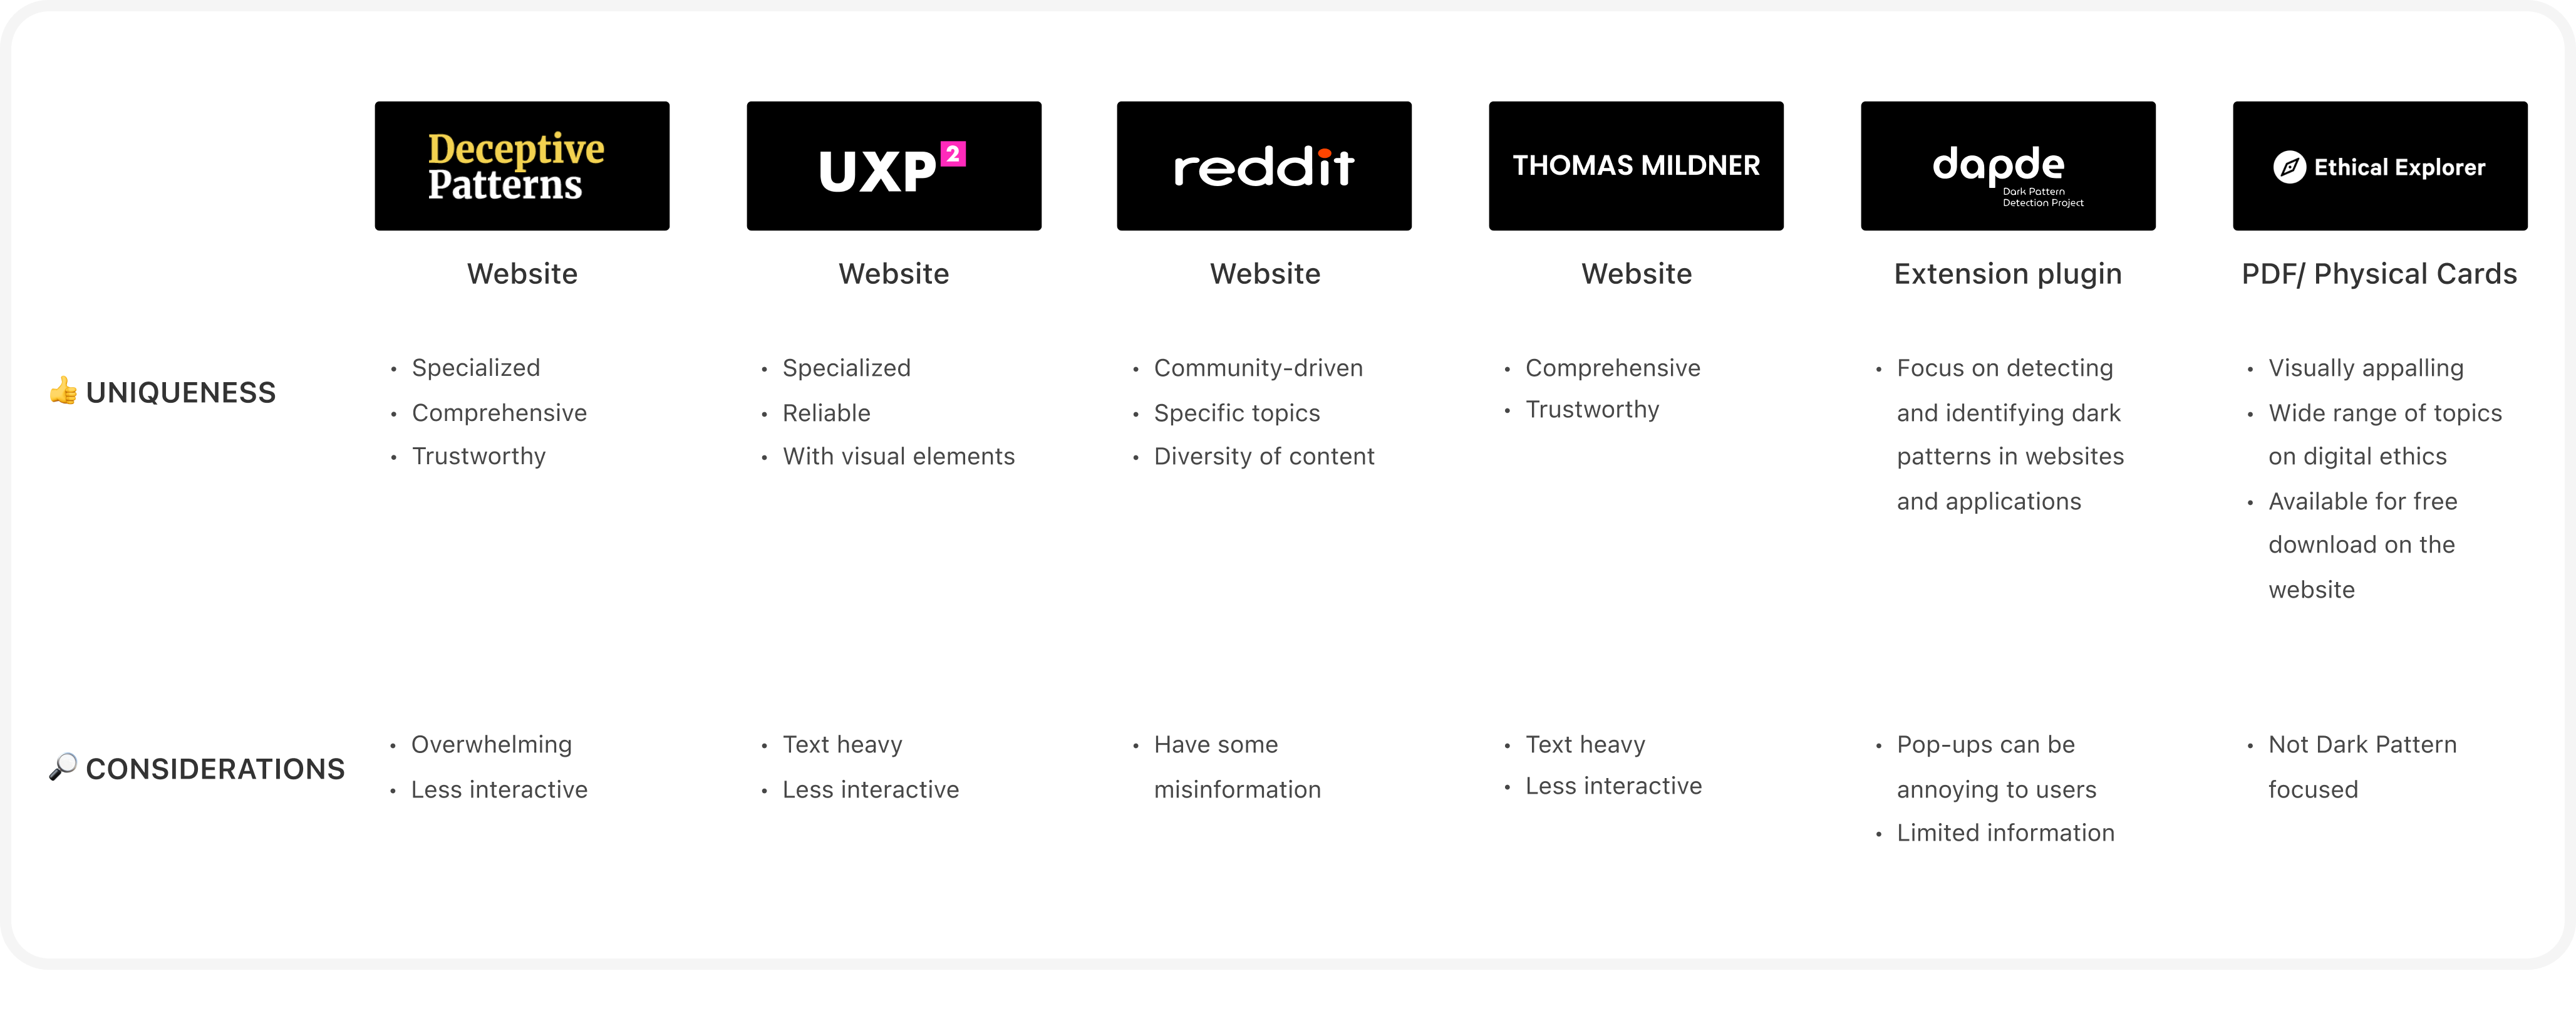 Deceptive
Patterns
UXP2
reddit
THOMAS MILDNER
dapde
Dark Pattern
Detection Project
Ethical Explorer
Website
Website
Website
Website
Extension plugin
PDF/ Physical Cards
👍 UNIQUENESS
• Specialized
• Comprehensive
• Trustworthy
• Specialized
• Reliable
• With visual elements
• Community-driven
• Specific topics
• Diversity of content
• Comprehensive
• Trustworthy
• Focus on detecting
and identifying dark
patterns in websites
and applications
• Visually appalling
• Wide range of topics
on digital ethics
• Available for free
download on the
website
🔎 CONSIDERATIONS
• Overwhelming
• Less interactive
• Text heavy
• Less interactive
• Have some
misinformation
• Text heavy
• Less interactive
• Pop-ups can be
annoying to users
• Limited information
• Not Dark Pattern
focused